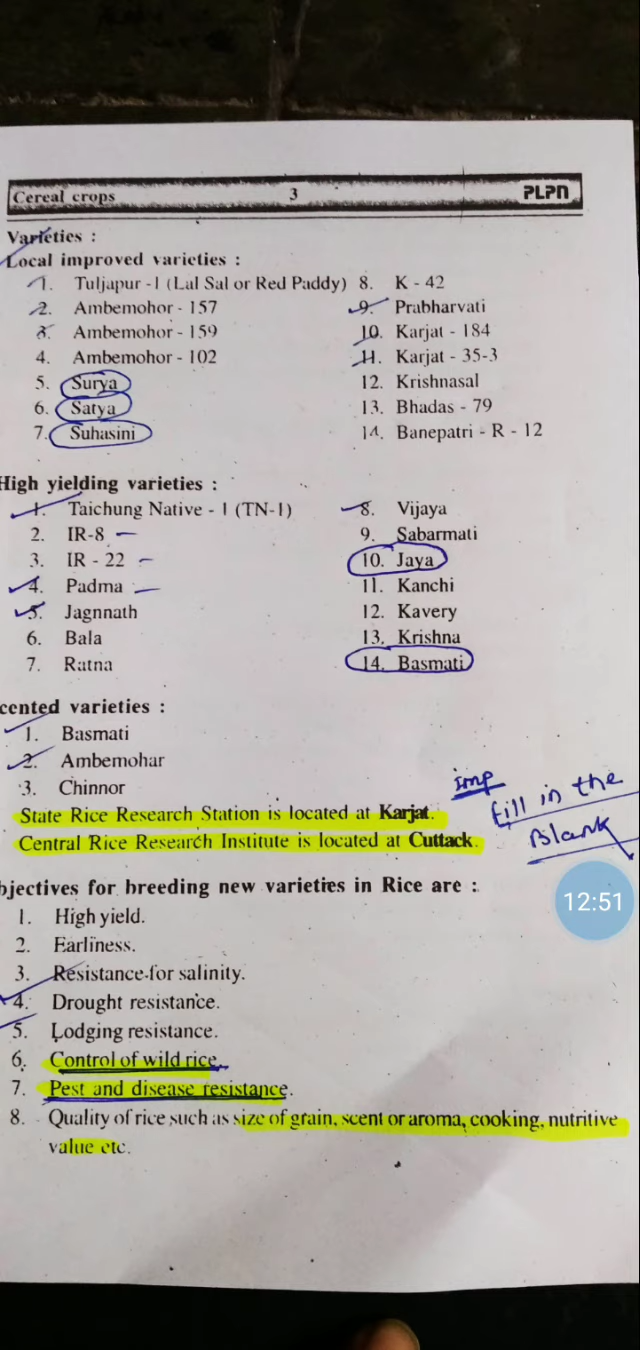 Cereal crops 3 PLPN
Varieties :
Local improved varieties :
1. Tuljapur -1 (Lal Sal or Red Paddy) 8. K - 42
2. Ambemohor - 157 9. Prabharvati
3. Ambemohor - 159 10. Karjat - 184
4. Ambemohor - 102 11. Karjat - 35-3
5. Surya 12. Krishnasal
6. Satya 13. Bhadas - 79
7. Suhasini 14. Banepatri - R - 12
High yielding varieties :
1. Taichung Native - 1 (TN-1) 8. Vijaya
2. IR-8 9. Sabarmati
3. IR - 22 10. Jaya
4. Padma 11. Kanchi
5. Jagnnath 12. Kavery
6. Bala 13. Krishna
7. Ratna 14. Basmati
cented varieties :
1. Basmati
2. Ambemohar
3. Chinnor
imp
fill in the
Blank
State Rice Research Station is located at Karjat.
Central Rice Research Institute is located at Cuttack.
bjectives for breeding new varieties in Rice are :
12:51
1. High yield.
2. Earliness.
3. Resistance-for salinity.
4. Drought resistance.
5. Lodging resistance.
6. Control of wild rice.
7. Pest and disease resistance.
8. Quality of rice such as size of grain, scent or aroma, cooking, nutritive
value etc.